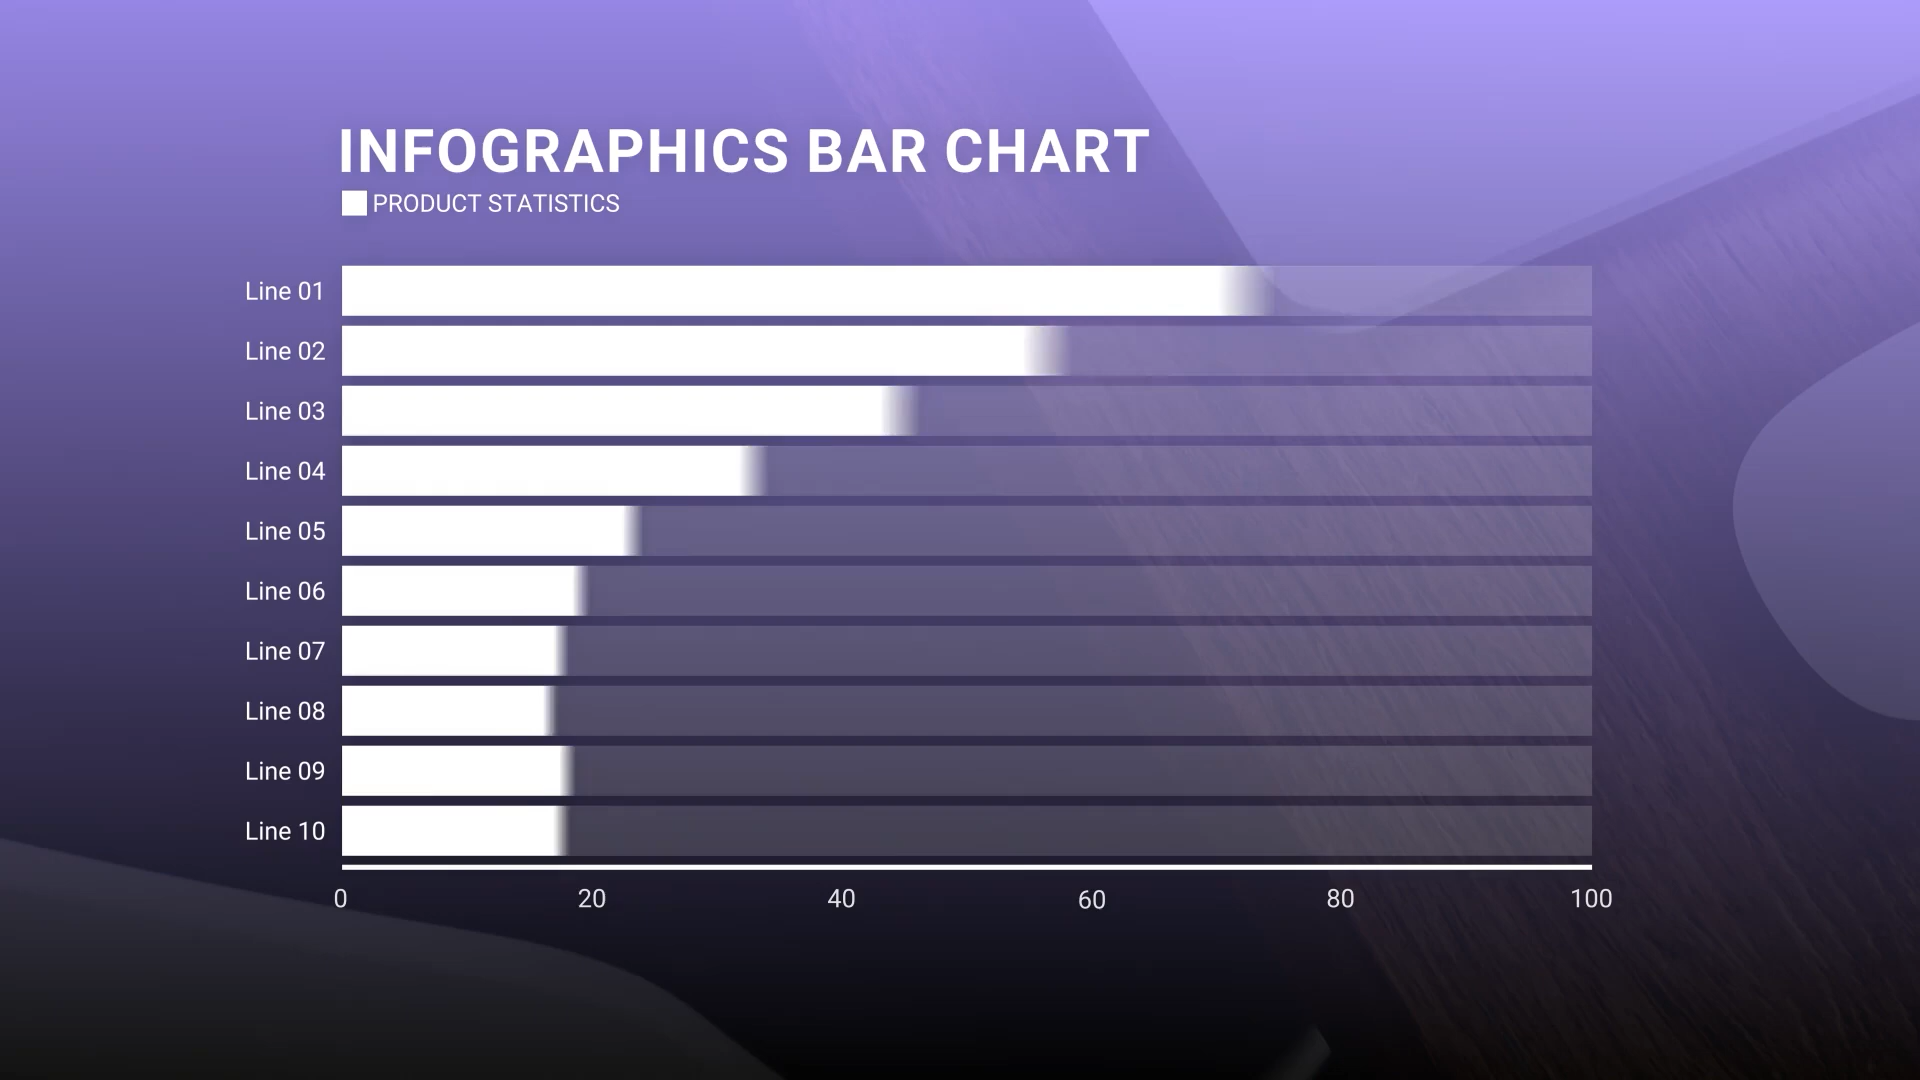 INFOGRAPHICS BAR CHART
PRODUCT STATISTICS
Line 01
Line 02
Line 03
Line 04
Line 05
Line 06
Line 07
Line 08
Line 09
Line 10
0 20 40 60 80 100